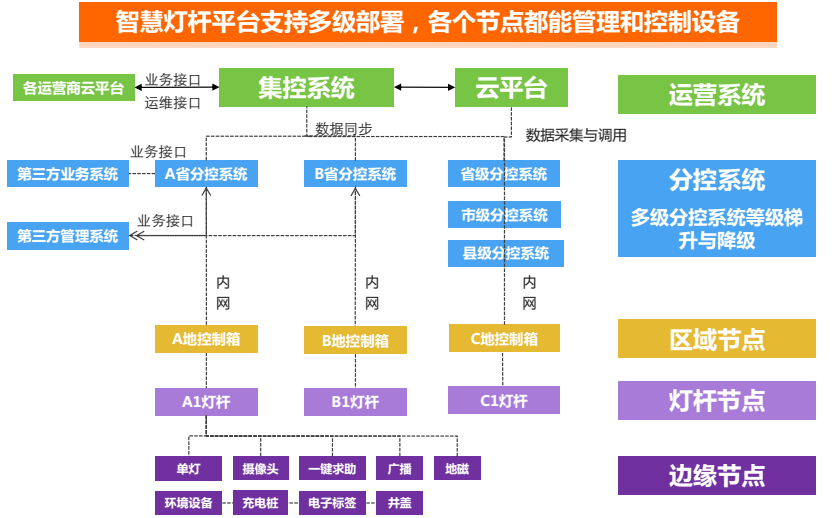 智慧灯杆平台支持多级部署，各个节点都能管理和控制设备
各运营商云平台
业务接口
运维接口
集控系统
云平台
运营系统
数据同步
数据采集与调用
业务接口
第三方业务系统
A省分控系统
B省分控系统
省级分控系统
市级分控系统
县级分控系统
分控系统
多级分控系统等级梯
升与降级
业务接口
第三方管理系统
内
网
内
网
内
网
A地控制箱
B地控制箱
C地控制箱
区域节点
A1灯杆
B1灯杆
C1灯杆
灯杆节点
单灯
摄像头
一键求助
广播
地磁
环境设备
充电桩
电子标签
井盖
边缘节点